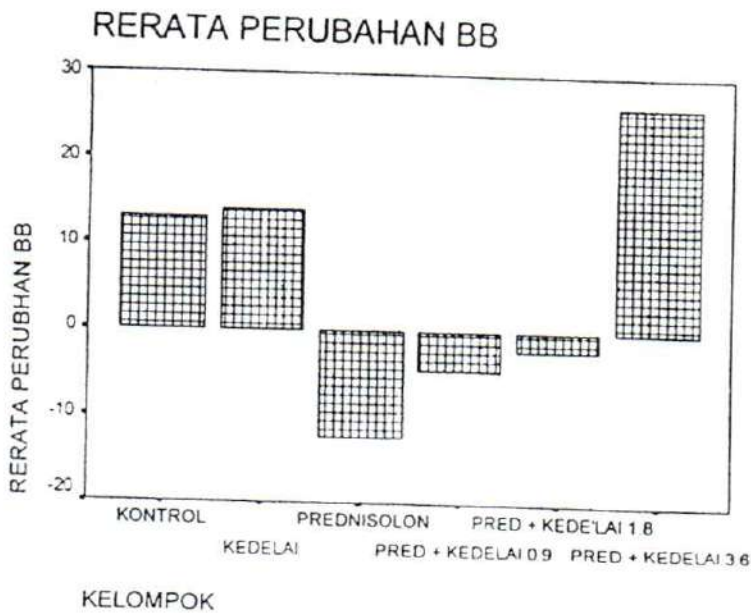 RERATA PERUBAHAN BB
30
20
10
0
-10
-20
RERATA PERUBHAN BB
KONTROL
PREDNISOLON
PRED + KEDE'LAI 1.8
KEDELAI
PRED + KEDELAI 0.9
PRED + KEDELAI 3.6
KELOMPOK